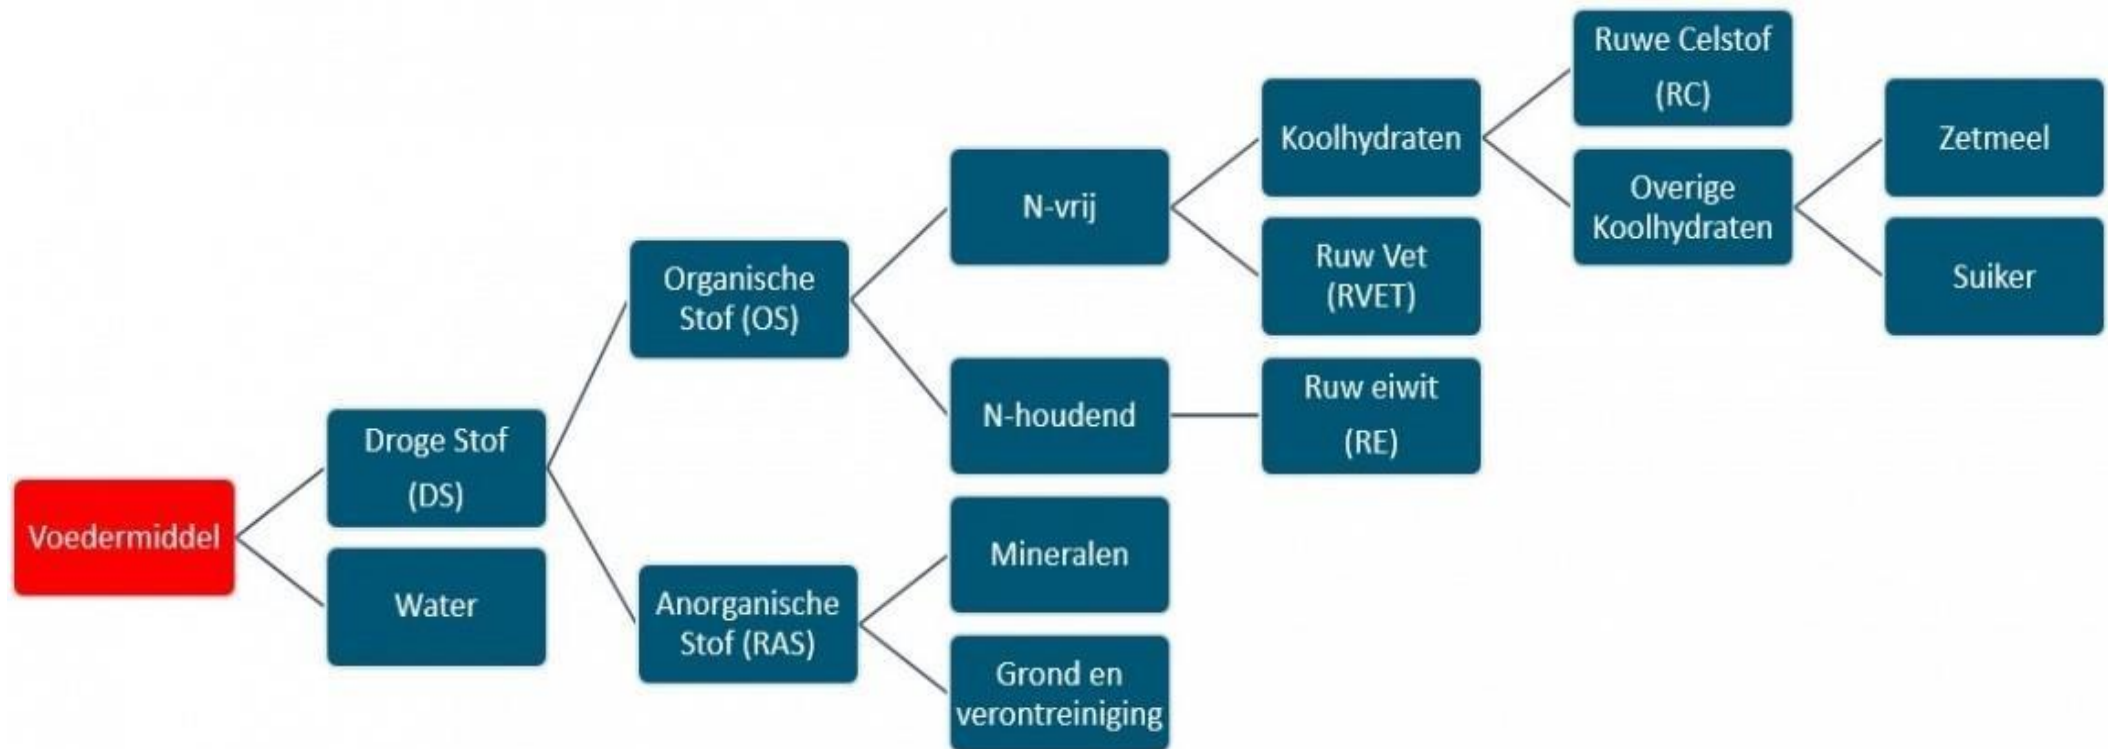 Voedermiddel
Droge Stof
(DS)
Water
Organische
Stof (OS)
Anorganische
Stof (RAS)
N-vrij
N-houdend
Mineralen
Grond en
verontreiniging
Koolhydraten
Ruw Vet
(RVET)
Ruw eiwit
(RE)
Ruwe Celstof
(RC)
Overige
Koolhydraten
Zetmeel
Suiker